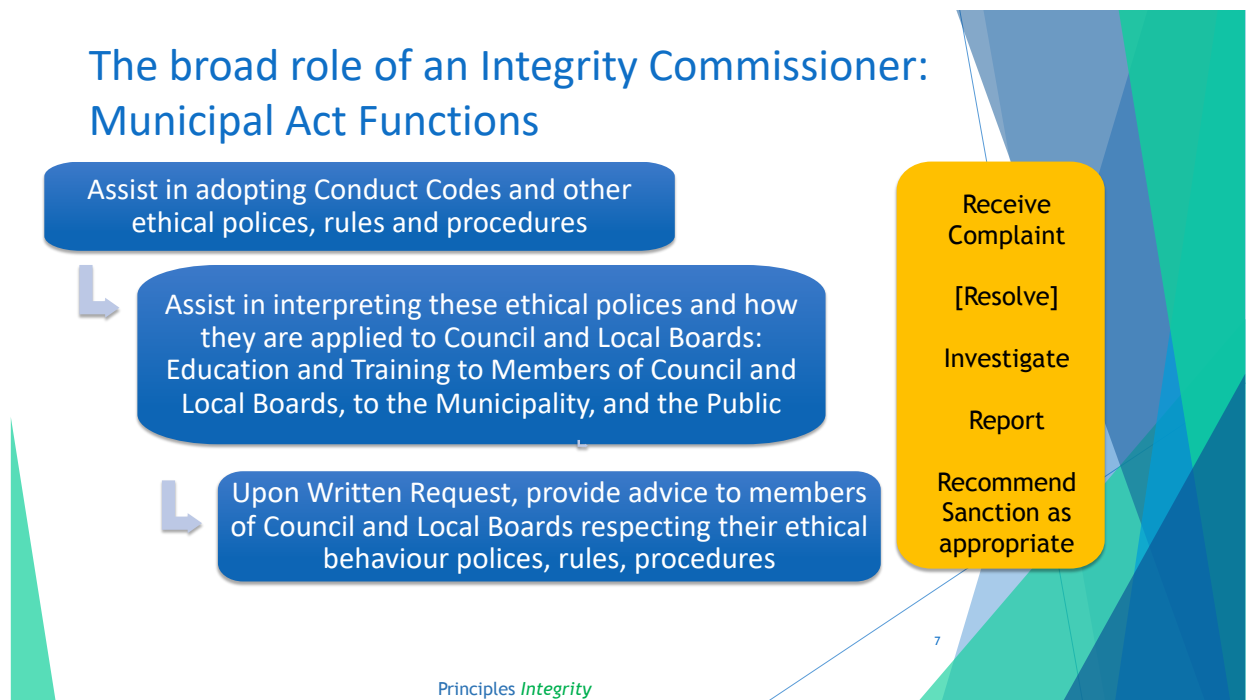 The broad role of an Integrity Commissioner:
Municipal Act Functions
Assist in adopting Conduct Codes and other
ethical polices, rules and procedures
Assist in interpreting these ethical polices and how
they are applied to Council and Local Boards:
Education and Training to Members of Council and
Local Boards, to the Municipality, and the Public
Upon Written Request, provide advice to members
of Council and Local Boards respecting their ethical
behaviour polices, rules, procedures
Receive
Complaint
[Resolve]
Investigate
Report
Recommend
Sanction as
appropriate
7
Principles Integrity